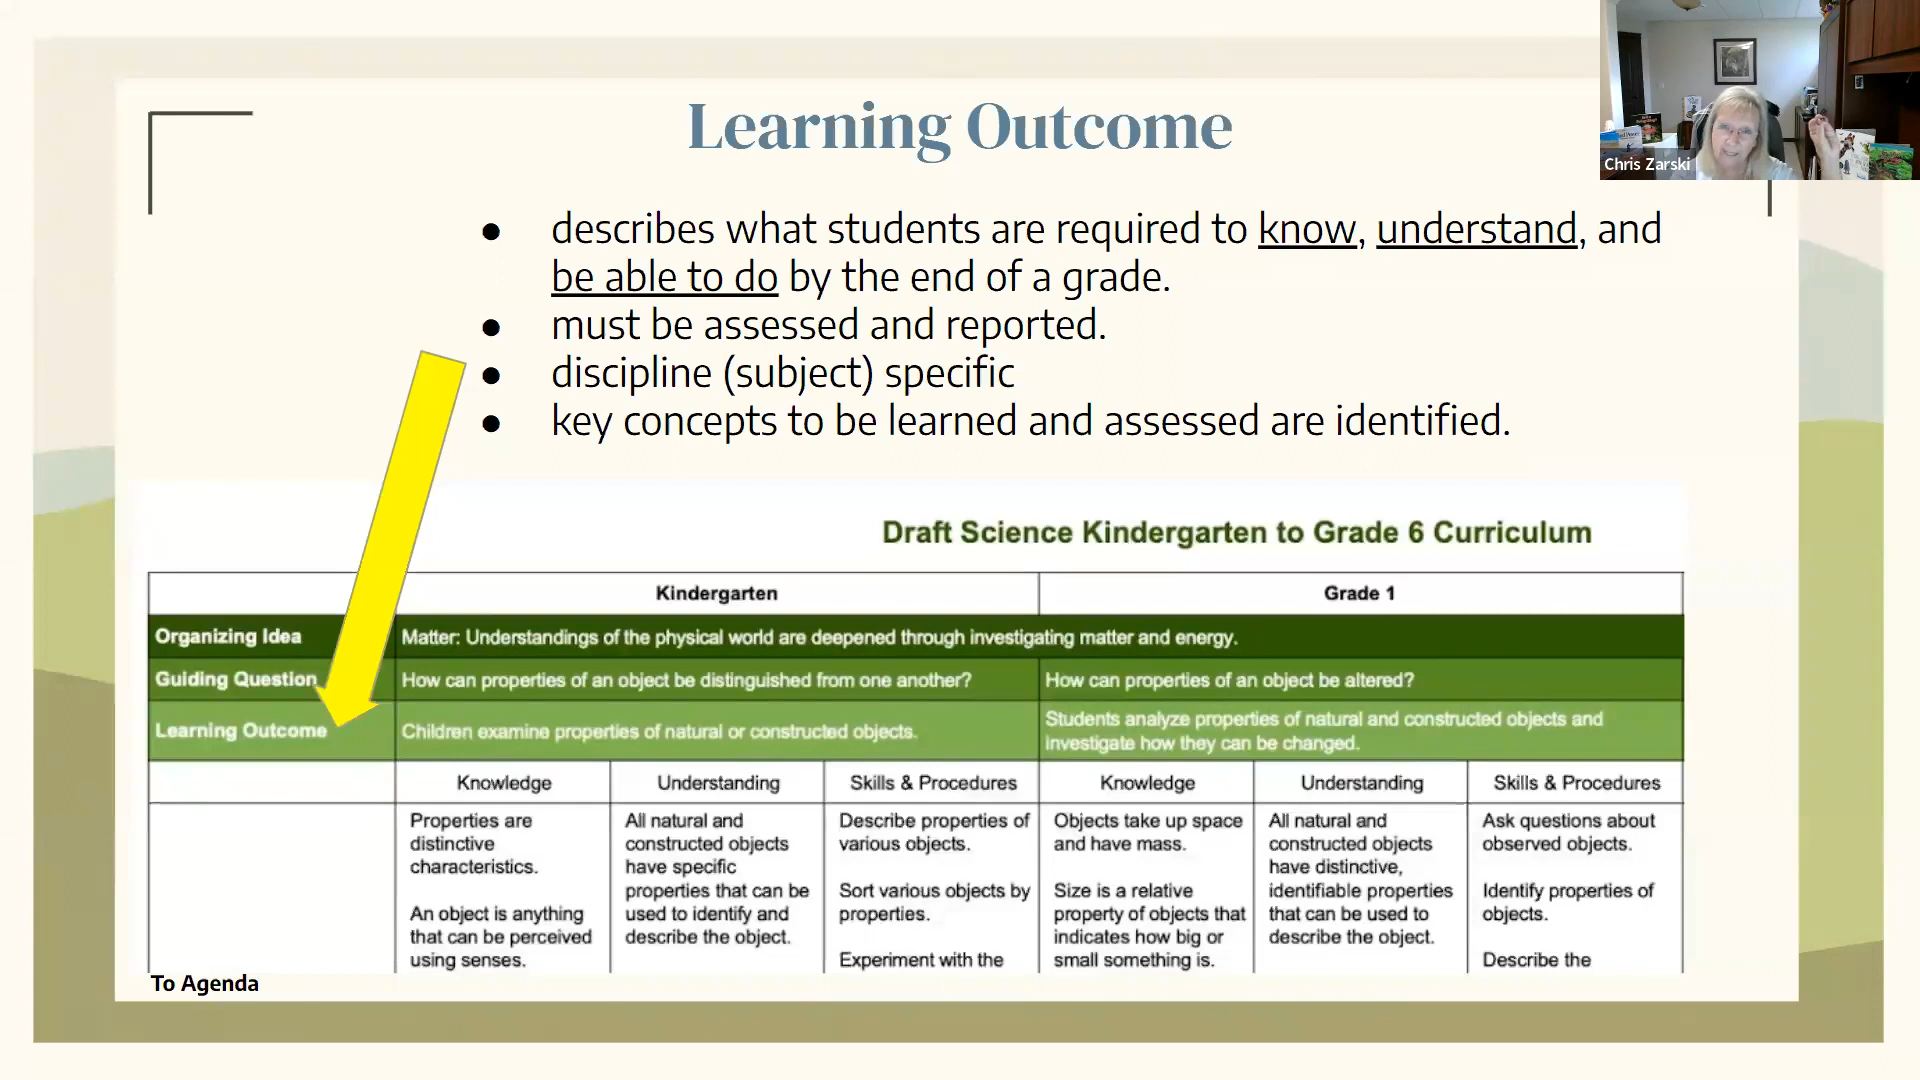 Learning Outcome
Chris Zarski
● describes what students are required to know, understand, and
be able to do by the end of a grade.
● must be assessed and reported.
● discipline (subject) specific
● key concepts to be learned and assessed are identified.
Draft Science Kindergarten to Grade 6 Curriculum
Kindergarten Grade 1
Organizing Idea Matter: Understandings of the physical world are deepened through investigating matter and energy.
Guiding Question How can properties of an object be distinguished from one another? How can properties of an object be altered?
Learning Outcome Children examine properties of natural or constructed objects.
Students analyze properties of natural and constructed objects and
investigate how they can be changed.
Knowledge Understanding Skills & Procedures Knowledge Understanding Skills & Procedures
Properties are
distinctive
characteristics.
An object is anything
that can be perceived
using senses.
All natural and
constructed objects
have specific
properties that can be
used to identify and
describe the object.
Describe properties of
various objects.
Sort various objects by
properties.
Experiment with the
Objects take up space
and have mass.
Size is a relative
property of objects that
indicates how big or
small something is.
All natural and
constructed objects
have distinctive,
identifiable properties
that can be used to
describe the object.
Ask questions about
observed objects.
Identify properties of
objects.
Describe the
To Agenda